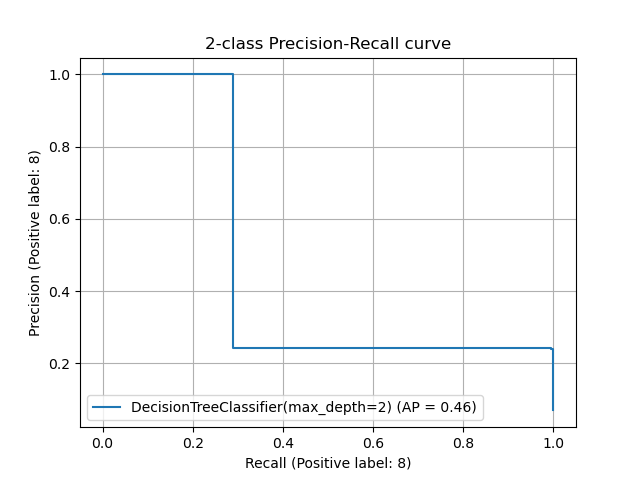 2-class Precision-Recall curve
Precision (Positive label: 8)
1.0
0.8
0.6
0.4
0.2
DecisionTreeClassifier(max_depth=2) (AP = 0.46)
0.0 0.2 0.4 0.6 0.8 1.0
Recall (Positive label: 8)